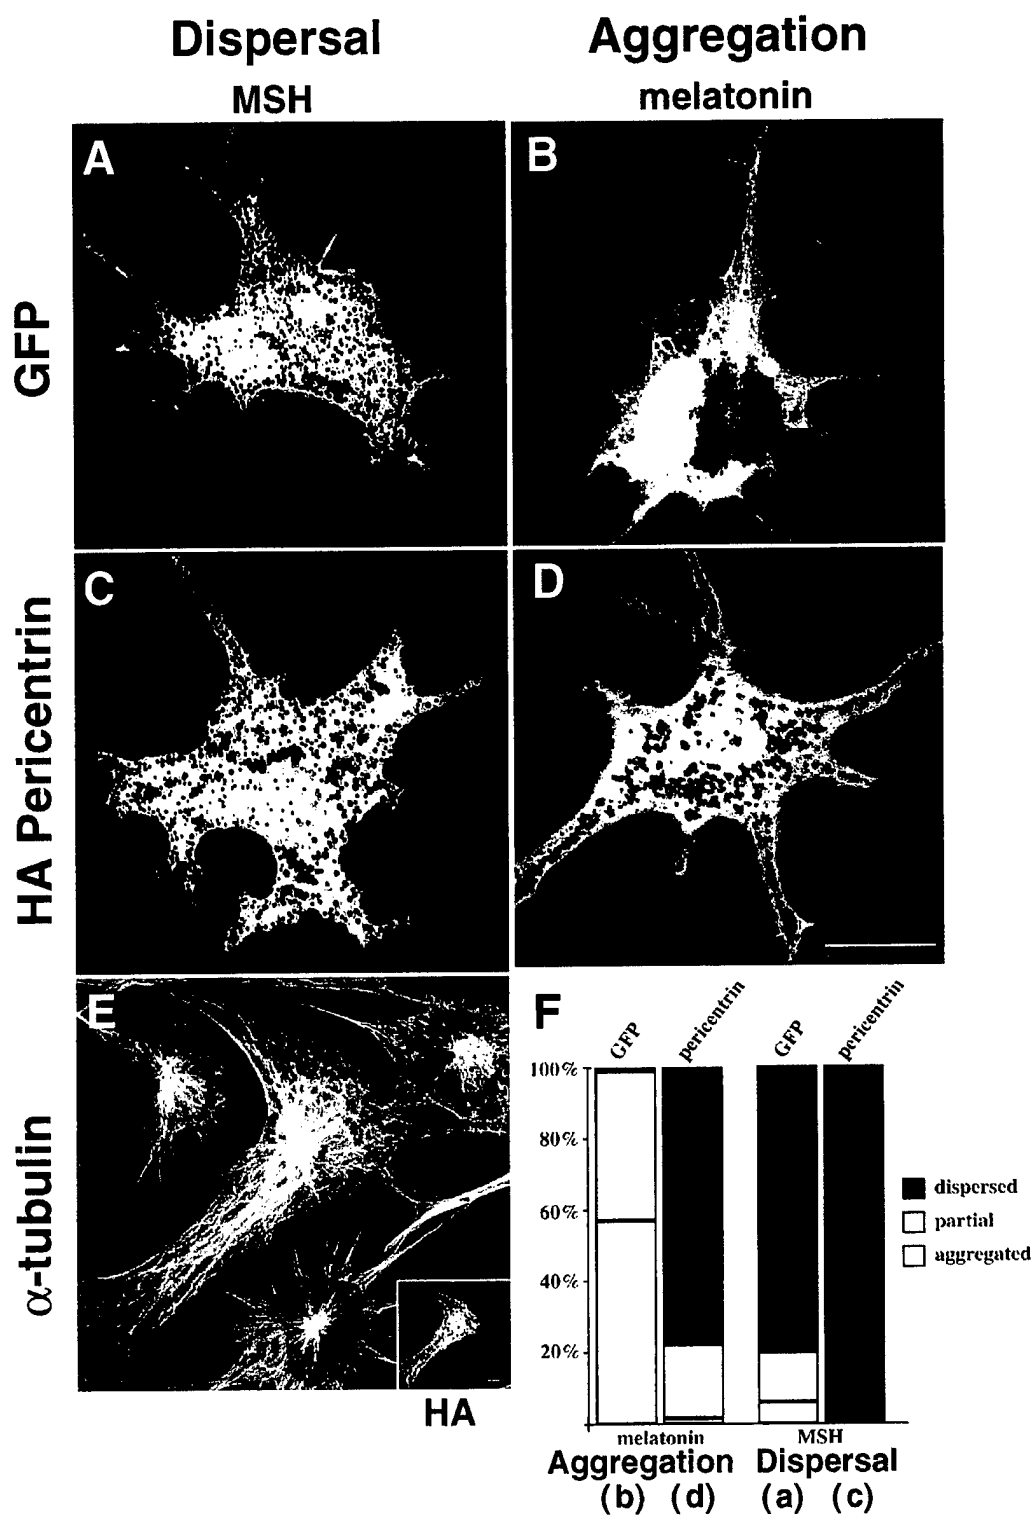 Dispersal
Aggregation
MSH
melatonin
GFP
A
B
HA Pericentrin
C
D
α-tubulin
E
HA
F
GFP
pericentrin
GFP
pericentrin
100%
80%
60%
40%
20%
dispersed
partial
aggregated
melatonin
MSH
Aggregation
Dispersal
(b)
(d)
(a)
(c)